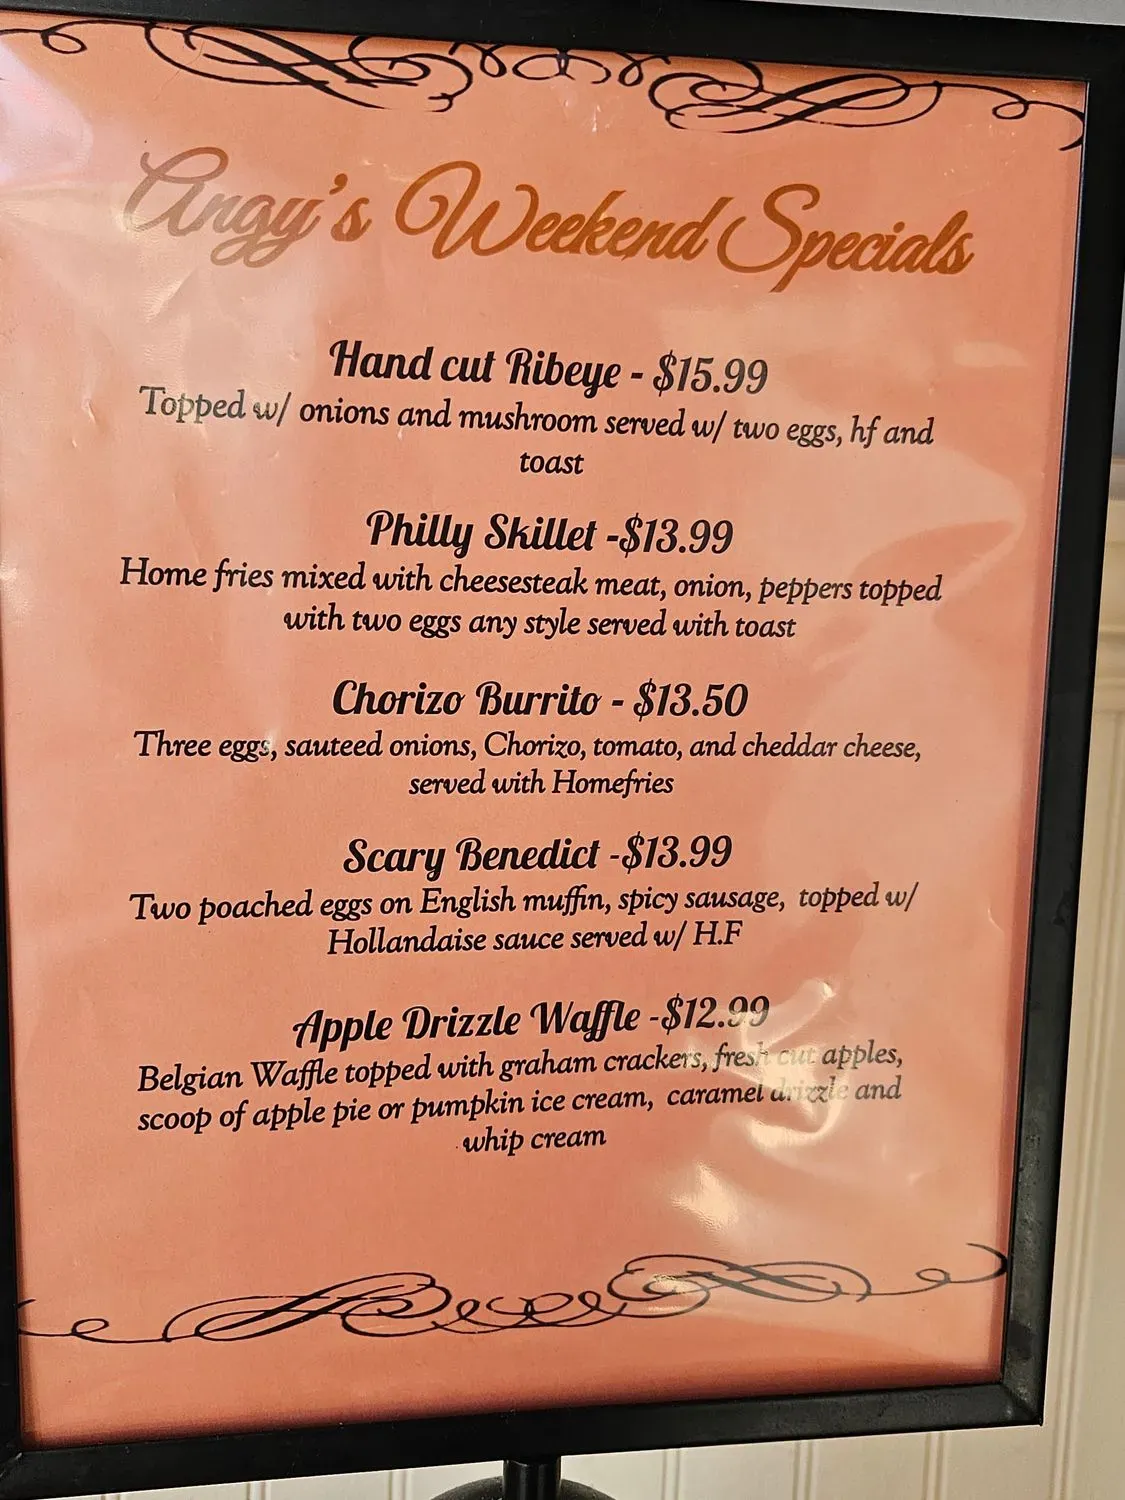 Angy's Weekend Specials
Hand cut Ribeye - $15.99
Topped w/ onions and mushroom served w/ two eggs, hf and
toast
Philly Skillet -$13.99
Home fries mixed with cheesesteak meat, onion, peppers topped
with two eggs any style served with toast
Chorizo Burrito - $13.50
Three eggs, sauteed onions, Chorizo, tomato, and cheddar cheese,
served with Homefries
Scary Benedict -$13.99
Two poached eggs on English muffin, spicy sausage, topped w/
Hollandaise sauce served w/ H.F
Apple Drizzle Waffle -$12.99
Belgian Waffle topped with graham crackers, fresh cut apples,
scoop of apple pie or pumpkin ice cream, caramel drizzle and
whip cream